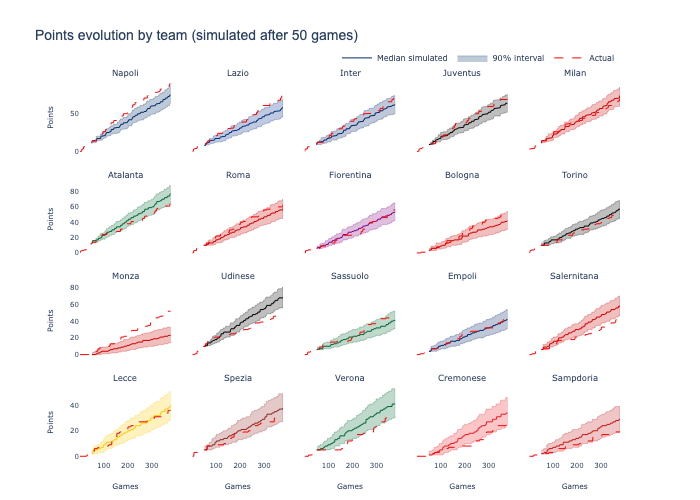 Points evolution by team (simulated after 50 games)
Median simulated 90% interval Actual
Napoli Lazio Inter Juventus Milan
50
0
Points
Atalanta Roma Fiorentina Bologna Torino
80
60
40
20
0
Points
Monza Udinese Sassuolo Empoli Salernitana
80
60
40
20
0
Points
Lecce Spezia Verona Cremonese Sampdoria
40
20
0
Points
100 200 300 100 200 300 100 200 300 100 200 300 100 200 300
Games Games Games Games Games